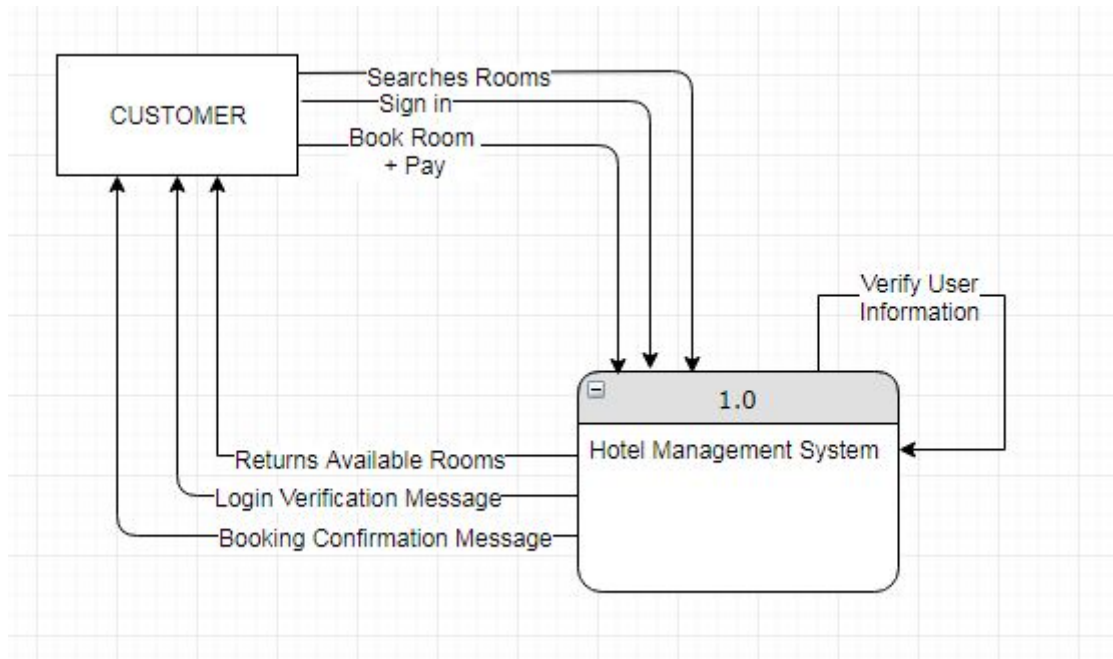 Searches Rooms
Sign in
CUSTOMER
Book Room
+ Pay
Verify User
Information
1.0
Hotel Management System
Returns Available Rooms
Login Verification Message
Booking Confirmation Message